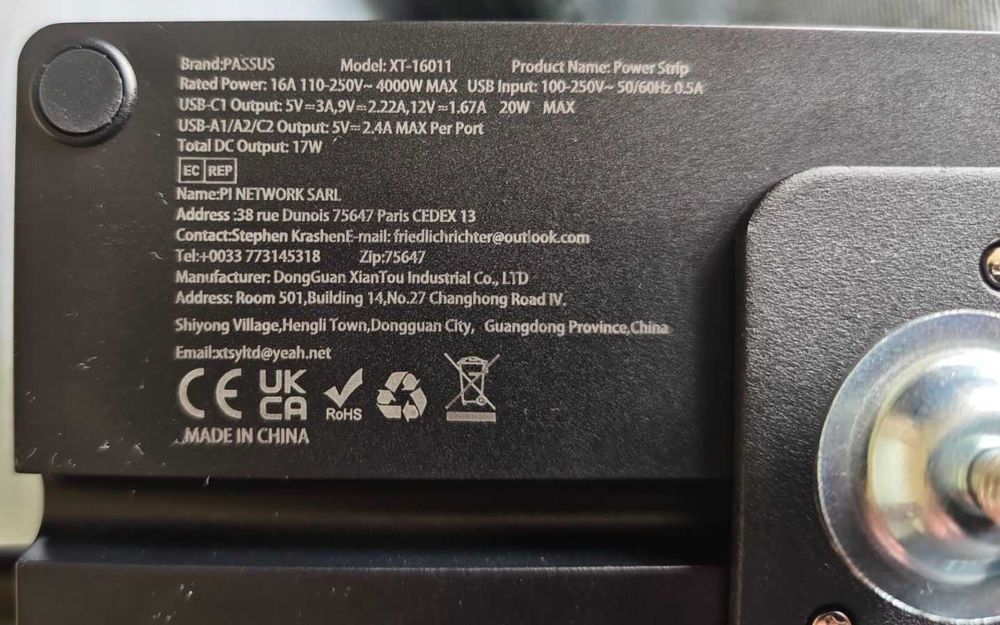 Brand:PASSUS Model: XT-16011 Product Name: Power Strip
Rated Power: 16A 110-250V~ 4000W MAX USB Input: 100-250V~ 50/60Hz 0.5A
USB-C1 Output: 5V⎓3A,9V⎓2.22A,12V⎓1.67A 20W MAX
USB-A1/A2/C2 Output: 5V⎓2.4A MAX Per Port
Total DC Output: 17W
EC REP
Name:PI NETWORK SARL
Address :38 rue Dunois 75647 Paris CEDEX 13
Contact:Stephen KrashenE-mail: friedlichrichter@outlook.com
Tel:+0033 773145318 Zip:75647
Manufacturer: DongGuan XianTou Industrial Co., LTD
Address: Room 501,Building 14,No.27 Changhong Road IV,
Shiyong Village,Hengli Town,Dongguan City, Guangdong Province,China
Email:xtsyltd@yeah.net
CE UK CA RoHS
MADE IN CHINA